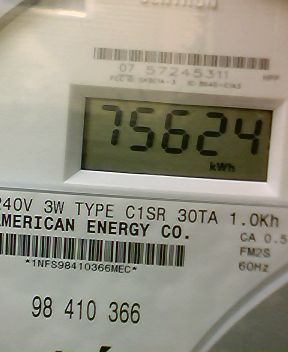 07 57245311
75624
kWh
240V 3W TYPE C1SR 30TA 1.0Kh
AMERICAN ENERGY CO.
CA 0.5
FM2S
60Hz
*1NFS98410366MEC*
98 410 366